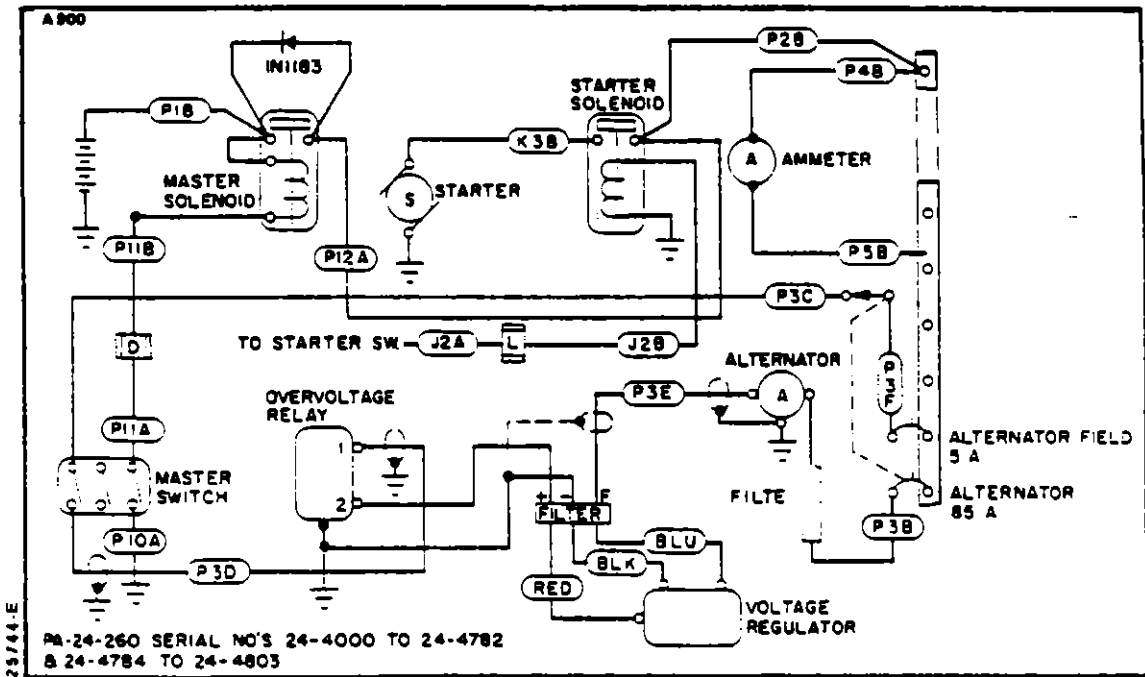 A900
IN1183
P2B
P1B
STARTER
SOLENOID
P4B
K3B
A
AMMETER
MASTER
SOLENOID
S
STARTER
P11B
P12A
P5B
P3C
D
TO STARTER SW.
J2A
L
J2B
ALTERNATOR
P3F
P3E
A
OVERVOLTAGE
RELAY
1
P11A
ALTERNATOR FIELD
5 A
MASTER
SWITCH
2
+ - F
FILTER
FILTE
ALTERNATOR
85 A
P10A
P3B
BLU
P3D
BLK
RED
VOLTAGE
REGULATOR
PA-24-260 SERIAL NO'S 24-4000 TO 24-4782
& 24-4784 TO 24-4803
25744-E